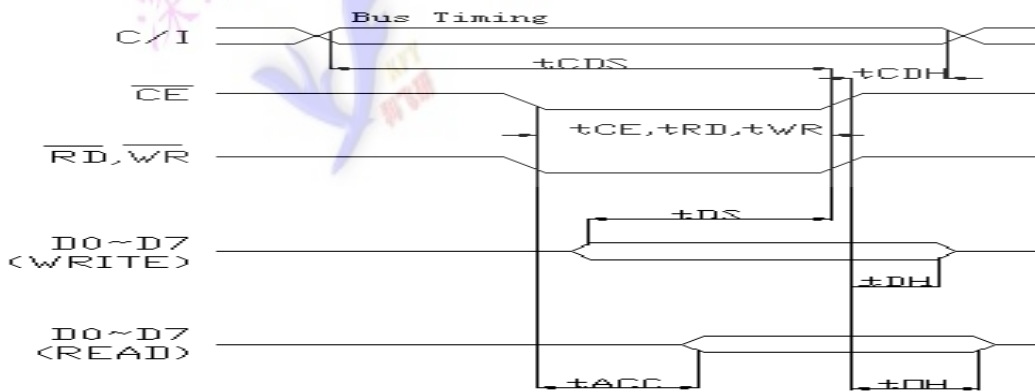 Bus Timing
C/I
tCDS
tCDH
CE
tCE,tRD,tWR
RD,WR
tDS
D0~D7
(WRITE)
tDH
D0~D7
(READ)
tACC
tOH